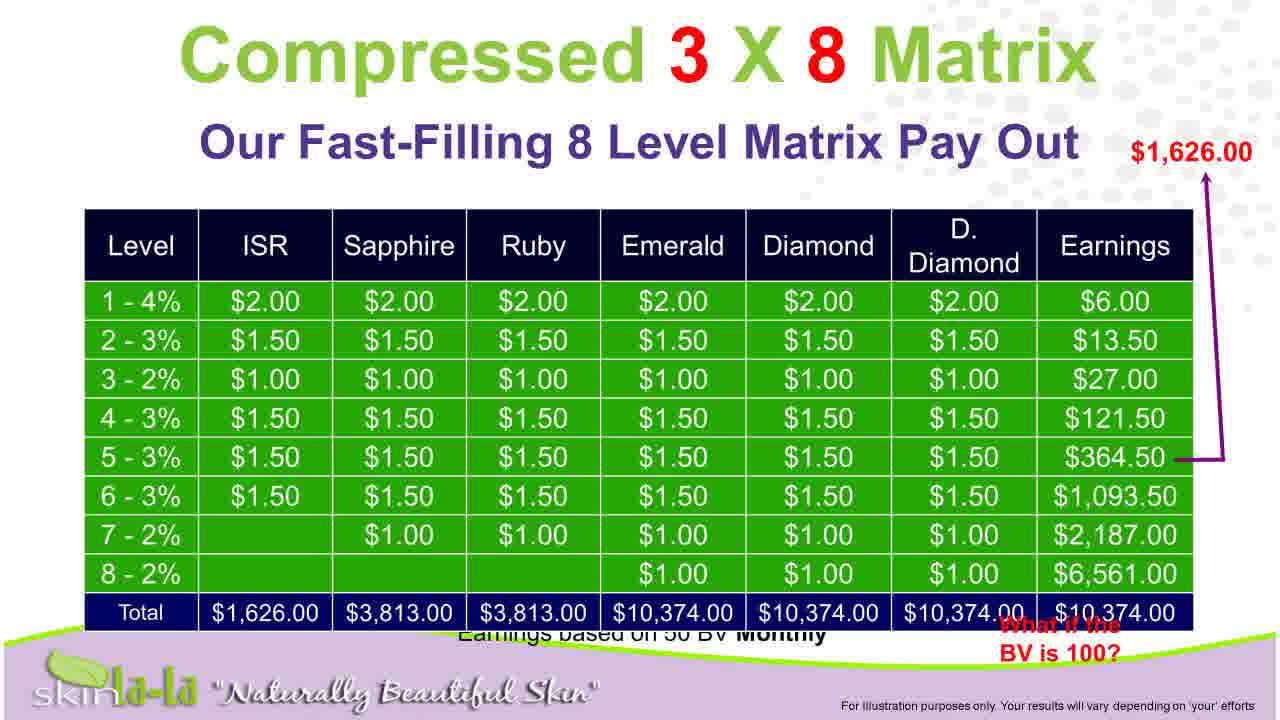 Compressed 3 X 8 Matrix
Our Fast-Filling 8 Level Matrix Pay Out
$1,626.00
Level ISR Sapphire Ruby Emerald Diamond D. Diamond Earnings
1 - 4% $2.00 $2.00 $2.00 $2.00 $2.00 $2.00 $6.00
2 - 3% $1.50 $1.50 $1.50 $1.50 $1.50 $1.50 $13.50
3 - 2% $1.00 $1.00 $1.00 $1.00 $1.00 $1.00 $27.00
4 - 3% $1.50 $1.50 $1.50 $1.50 $1.50 $1.50 $121.50
5 - 3% $1.50 $1.50 $1.50 $1.50 $1.50 $1.50 $364.50
6 - 3% $1.50 $1.50 $1.50 $1.50 $1.50 $1.50 $1,093.50
7 - 2% $1.00 $1.00 $1.00 $1.00 $1.00 $2,187.00
8 - 2% $1.00 $1.00 $1.00 $6,561.00
Total $1,626.00 $3,813.00 $3,813.00 $10,374.00 $10,374.00 $10,374.00 $10,374.00
Earnings based on 50 BV Monthly
What if the
BV is 100?
skin la-la "Naturally Beautiful Skin"
For Illustration purposes only. Your results will vary depending on 'your' efforts